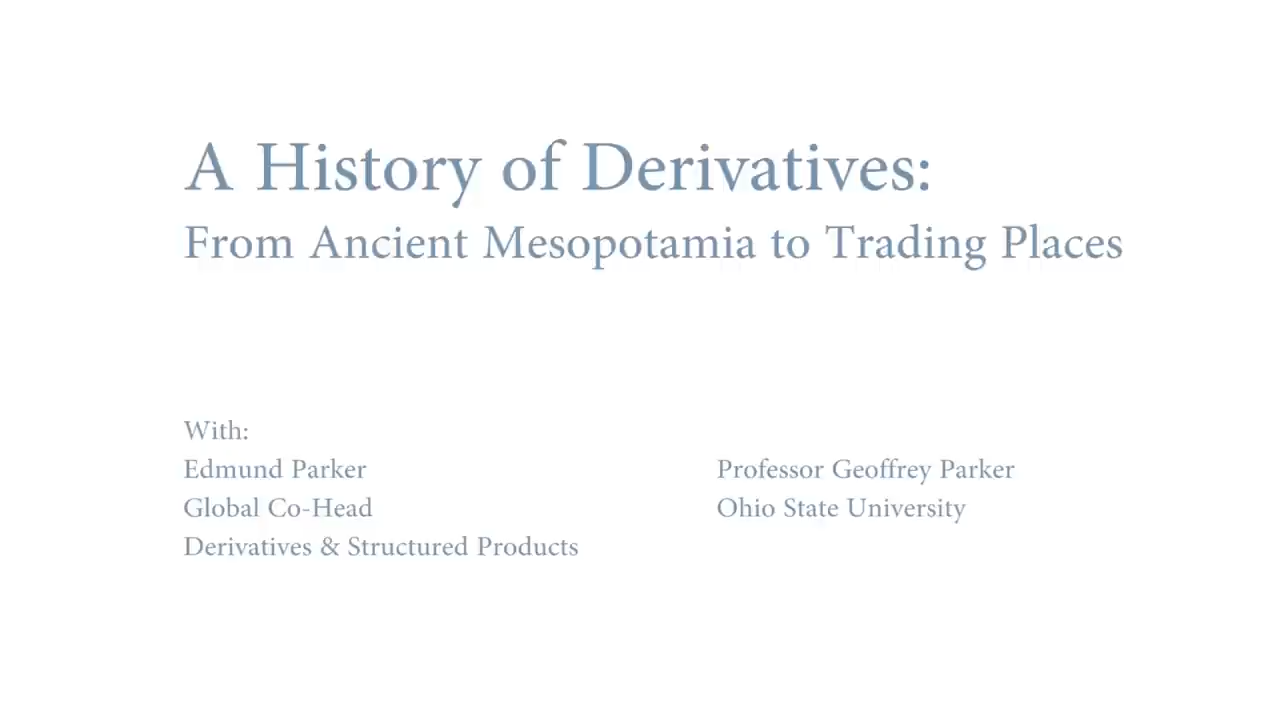 A History of Derivatives:
From Ancient Mesopotamia to Trading Places
With:
Edmund Parker
Global Co-Head
Derivatives & Structured Products
Professor Geoffrey Parker
Ohio State University